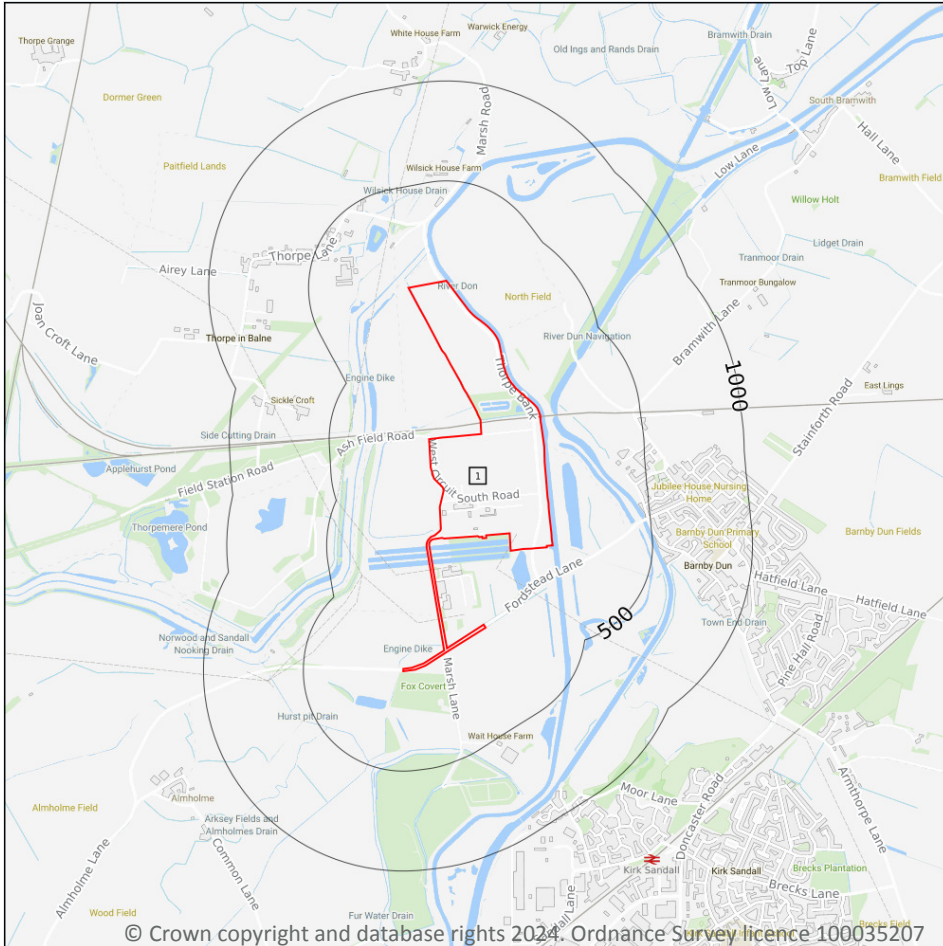 Thorpe Grange
White House Farm
Warwick Energy
Old Ings and Rands Drain
Bramwith Drain
Top Lane
Low Lane
Dormer Green
South Bramwith
Marsh Road
Hall Lane
Paitfield Lands
Wilsick House Farm
Low Lane
Bramwith Field
Wilsick House Drain
Willow Holt
Thorpe Lane
Lidget Drain
Airey Lane
Tranmoor Drain
River Don
North Field
Tranmoor Bungalow
Joan Croft Lane
Thorpe in Balne
River Dun Navigation
Bramwith Lane
Engine Dike
Thorpe Bank
1000
East Lings
Sickle Croft
Stainforth Road
Side Cutting Drain
Ash Field Road
Applehurst Pond
Field Station Road
West Circuit
1
South Road
Jubilee House Nursing
Home
Thorpemere Pond
Barnby Dun Primary
School
Barnby Dun Fields
Barnby Dun
Fordstead Lane
Hatfield Lane
Hatfield Lane
500
Town End Drain
Norwood and Sandall
Nooking Drain
Engine Dike
Pine Hall Road
Marsh Lane
Fox Covert
Hurst pit Drain
Wait House Farm
Almholme
Moor Lane
Armthorpe Lane
Almholme Field
Arksey Fields and
Almholmes Drain
Doncaster Road
Common Lane
Almholme Lane
Kirk Sandall
Kirk Sandall
Brecks Plantation
Brecks Lane
Wood Field
Fur Water Drain
Brecks Field
© Crown copyright and database rights 2024. Ordnance Survey licence 100035207